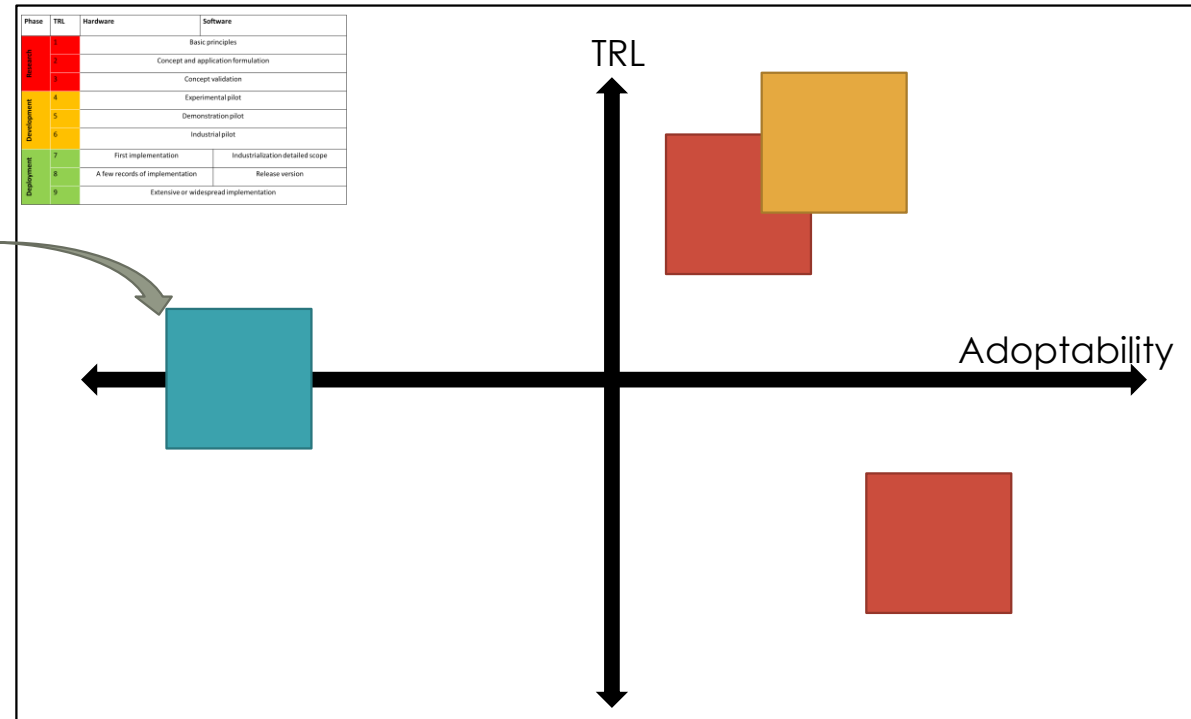 Phase TRL Hardware Software
Research
1 Basic principles
2 Concept and application formulation
3 Concept validation
Development
4 Experimental pilot
5 Demonstration pilot
6 Industrial pilot
Deployment
7 First implementation Industrialization detailed scope
8 A few records of implementation Release version
9 Extensive or widespread implementation
TRL
Adoptability